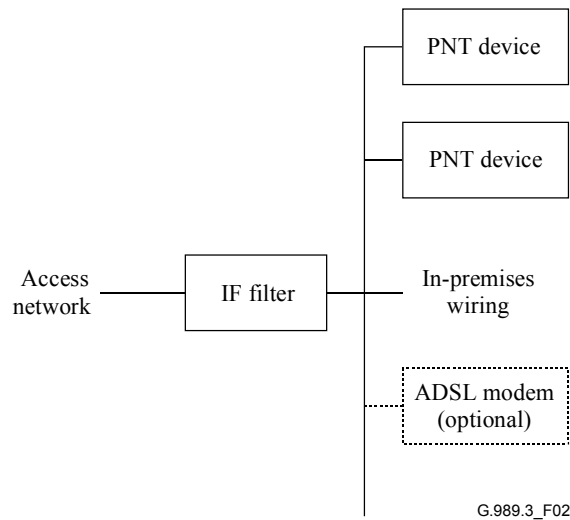 PNT device
PNT device
Access
network
IF filter
In-premises
wiring
ADSL modem
(optional)
G.989.3_F02